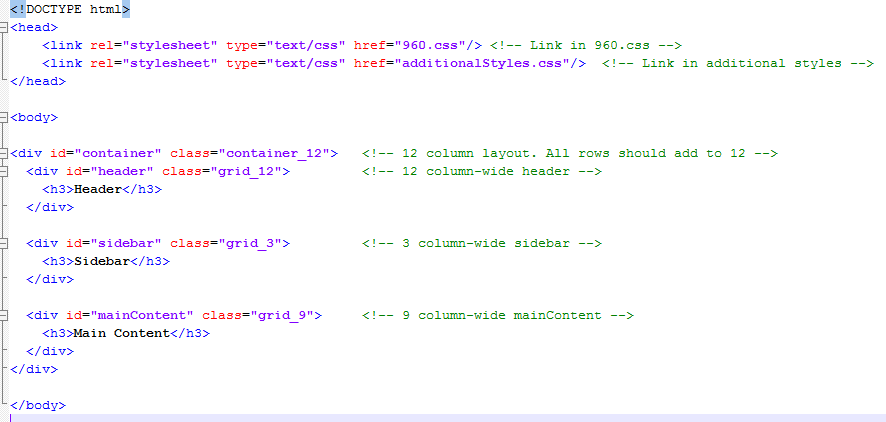 <!DOCTYPE html>
<head>
<link rel="stylesheet" type="text/css" href="960.css"/> <!-- Link in 960.css -->
<link rel="stylesheet" type="text/css" href="additionalStyles.css"/>  <!-- Link in additional styles -->
</head>
<body>
<div id="container" class="container_12">   <!-- 12 column layout. All rows should add to 12 -->
<div id="header" class="grid_12">         <!-- 12 column-wide header -->
<h3>Header</h3>
</div>
<div id="sidebar" class="grid_3">         <!-- 3 column-wide sidebar -->
<h3>Sidebar</h3>
</div>
<div id="mainContent" class="grid_9">     <!-- 9 column-wide mainContent -->
<h3>Main Content</h3>
</div>
</div>
</body>